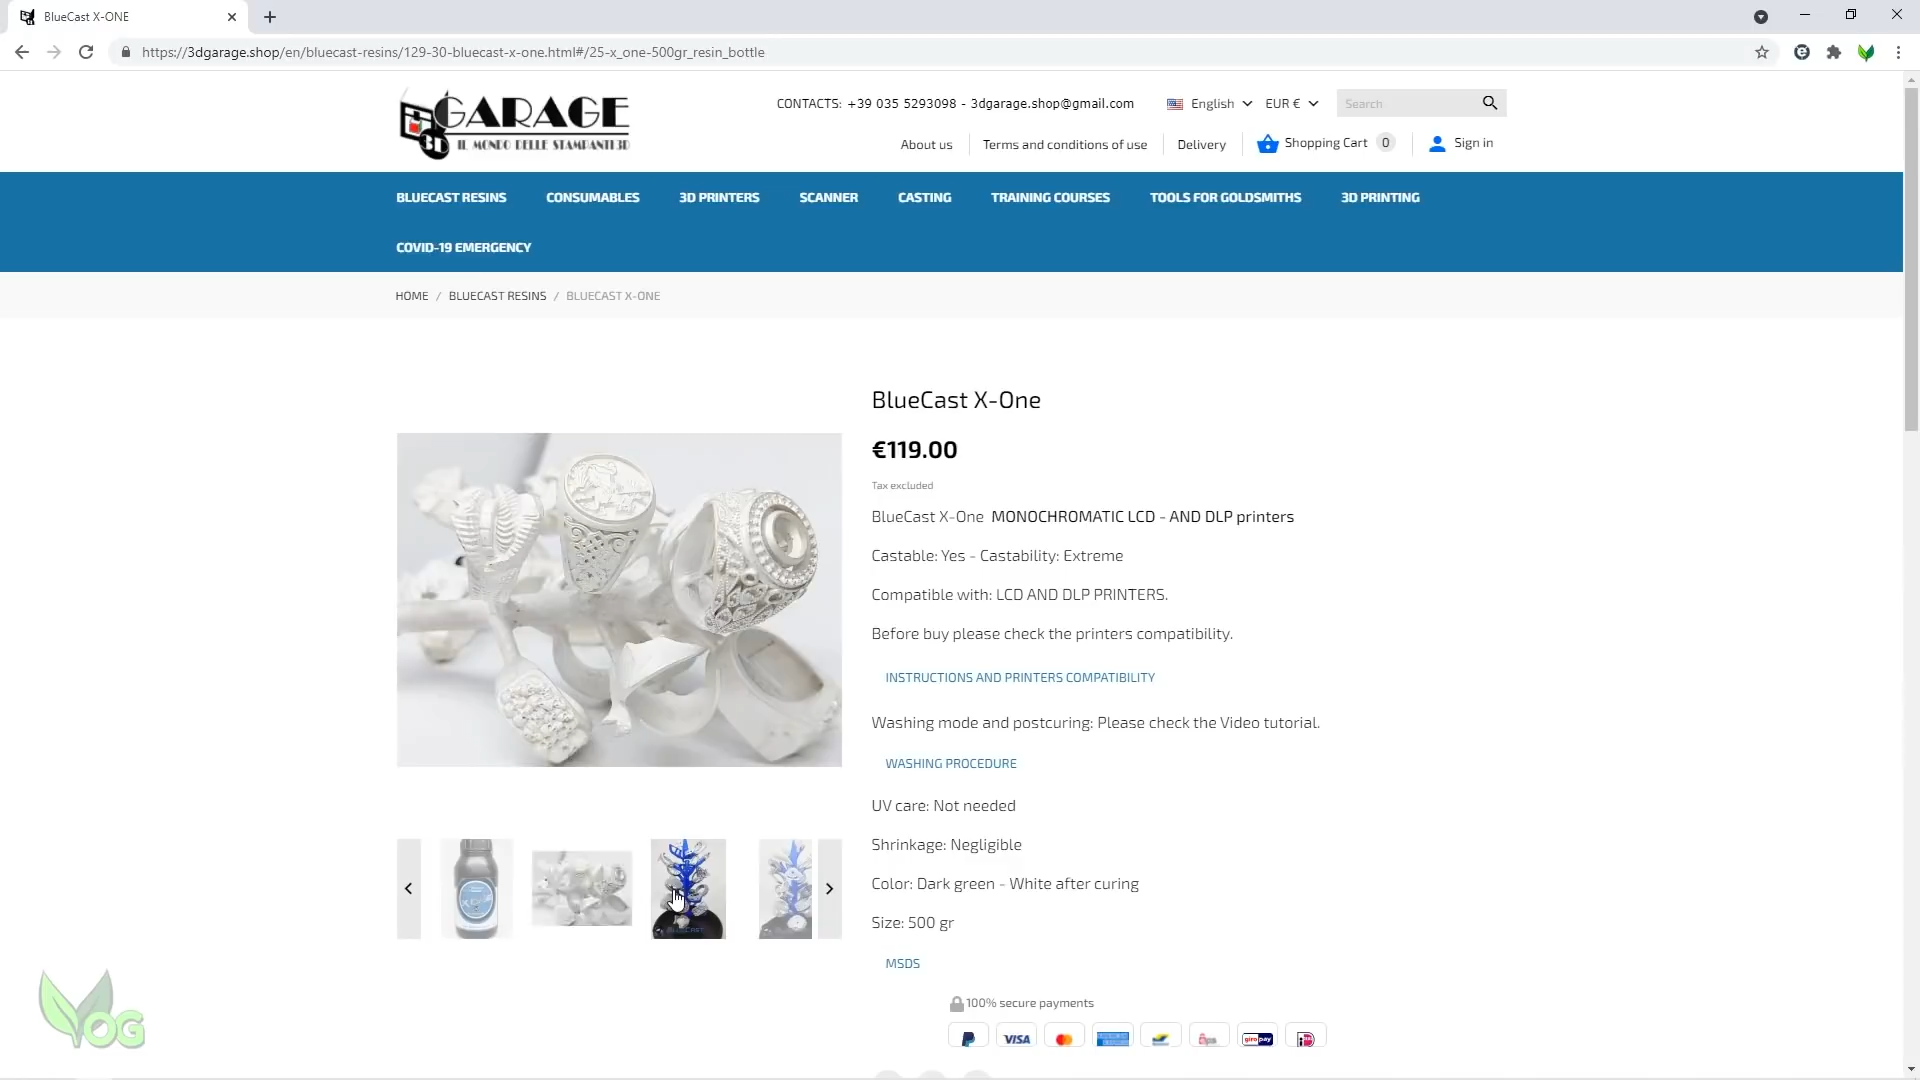 BlueCast X-ONE
https://3dgarage.shop/en/bluecast-resins/129-30-bluecast-x-one.html#/25-x_one-500gr_resin_bottle
GARAGE
3D
IL MONDO DELLE STAMPANTI 3D
CONTACTS: +39 035 5293098 - 3dgarage.shop@gmail.com
English
EUR €
Search
About us
Terms and conditions of use
Delivery
Shopping Cart 0
Sign in
BLUECAST RESINS
CONSUMABLES
3D PRINTERS
SCANNER
CASTING
TRAINING COURSES
TOOLS FOR GOLDSMITHS
3D PRINTING
COVID-19 EMERGENCY
HOME / BLUECAST RESINS / BLUECAST X-ONE
BlueCast X-One
€119.00
Tax excluded
BlueCast X-One MONOCHROMATIC LCD - AND DLP printers
Castable: Yes - Castability: Extreme
Compatible with: LCD AND DLP PRINTERS.
Before buy please check the printers compatibility.
INSTRUCTIONS AND PRINTERS COMPATIBILITY
Washing mode and postcuring: Please check the Video tutorial.
WASHING PROCEDURE
UV care: Not needed
Shrinkage: Negligible
Color: Dark green - White after curing
Size: 500 gr
MSDS
BLUECAST
100% secure payments
VISA
giropay
VOG